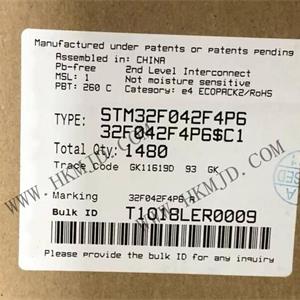 Manufactured under patents or patents pending
Assembled in: CHINA
Pb-free 2nd Level Interconnect
MSL: 1 Not moisture sensitive
PBT: 260 C Category: e4 ECOPACK2/RoHS
TYPE: STM32F042F4P6
32F042F4P6$C1
Total Qty: 1480
Trace Code GK11619D 93 GK
Marking 32F042F4P6 A
Bulk ID T1018LER0009
Please provide the bulk ID for any inquiry
WWW.HKMJD.COM
WWW.HKMJD.COM